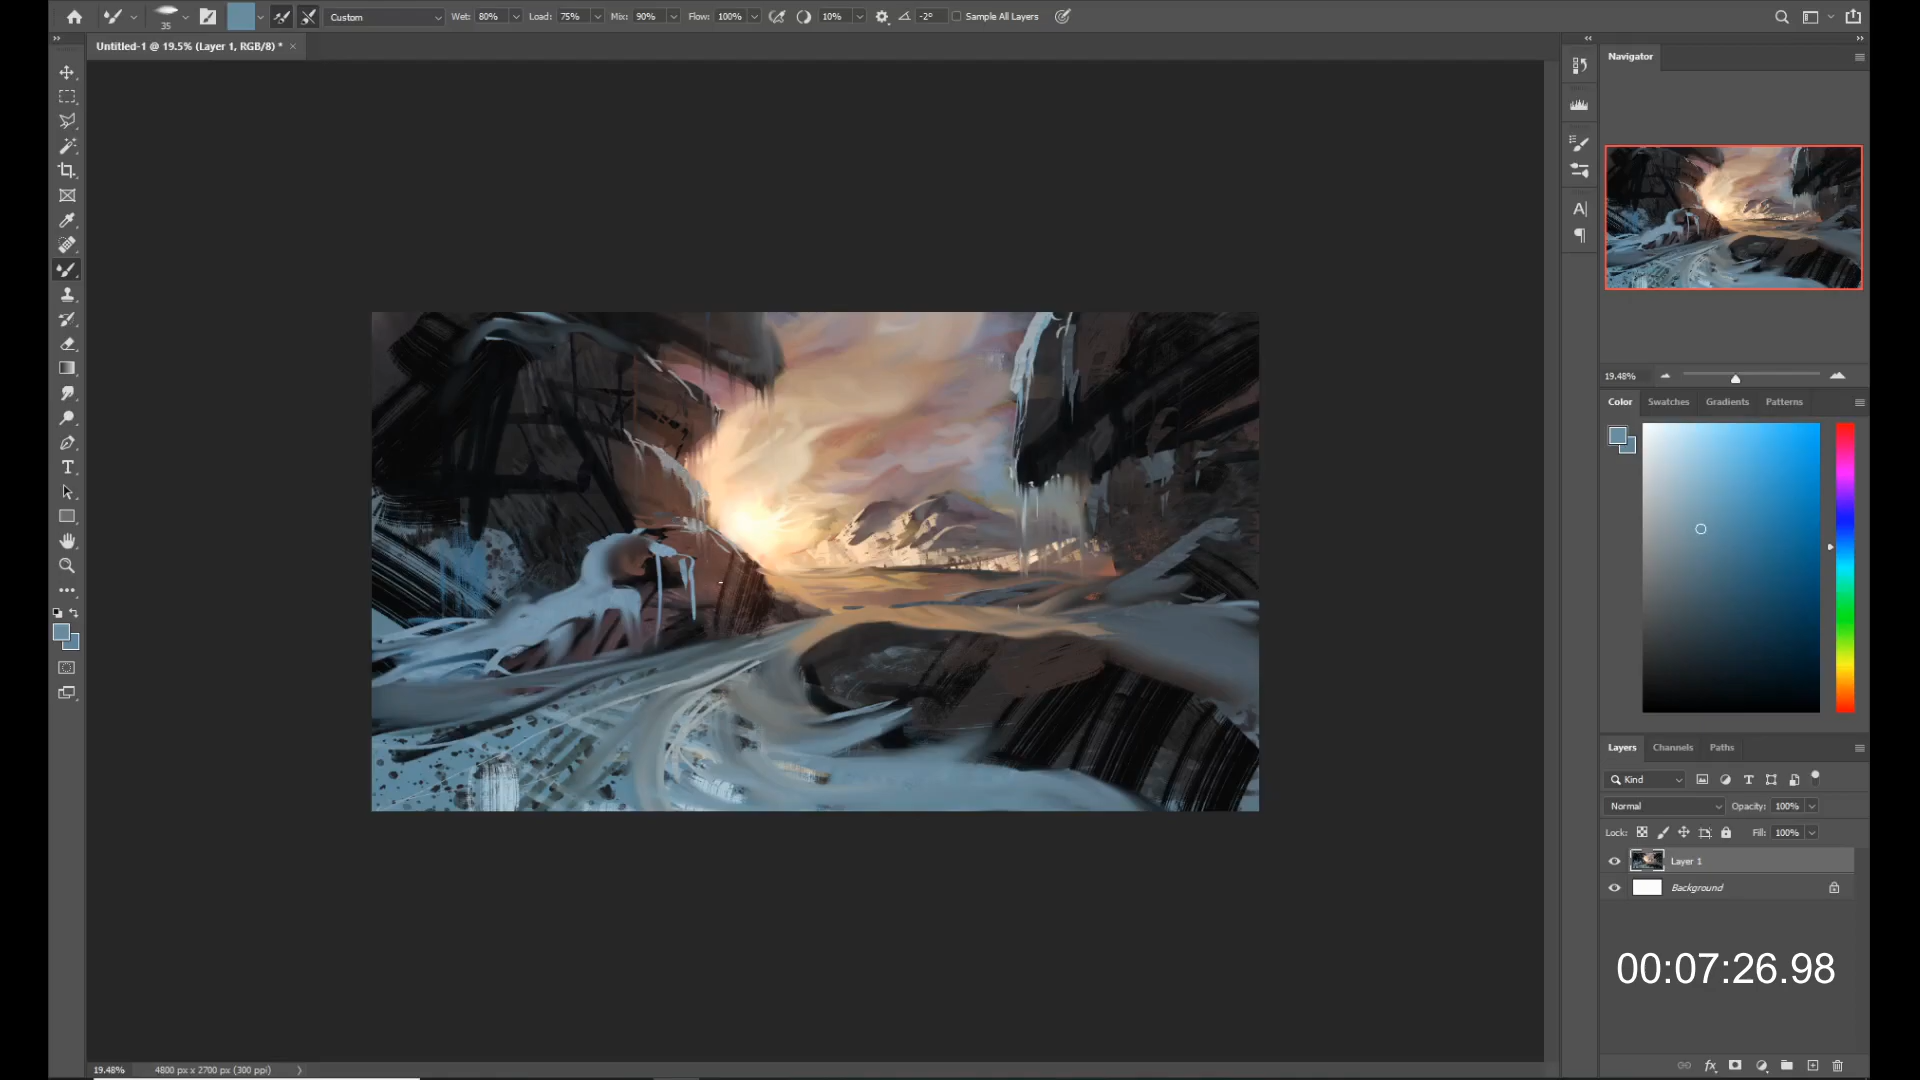 35
Custom
Wet: 80%
Load: 75%
Mix: 90%
Flow: 100%
10%
-2°
Sample All Layers
Untitled-1 @ 19.5% (Layer 1, RGB/8) *
Navigator
19.48%
Color
Swatches
Gradients
Patterns
Layers
Channels
Paths
Kind
Normal
Opacity: 100%
Lock:
Fill: 100%
Layer 1
Background
00:07:26.98
19.48%
4800 px x 2700 px (300 ppi)